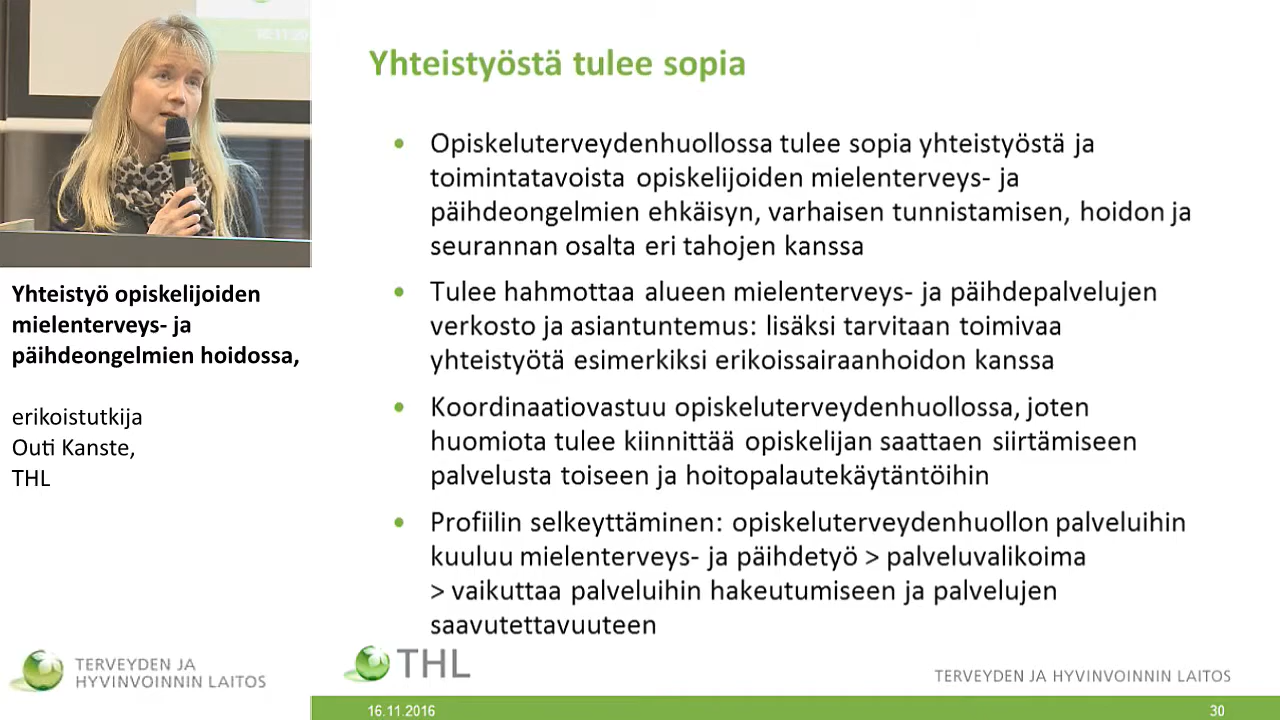 Yhteistyö opiskelijoiden
mielenterveys- ja
päihdeongelmien hoidossa,
erikoistutkija
Outi Kanste,
THL
TERVEYDEN JA
HYVINVOINNIN LAITOS
Yhteistyöstä tulee sopia
• Opiskeluterveydenhuollossa tulee sopia yhteistyöstä ja
toimintatavoista opiskelijoiden mielenterveys- ja
päihdeongelmien ehkäisyn, varhaisen tunnistamisen, hoidon ja
seurannan osalta eri tahojen kanssa
• Tulee hahmottaa alueen mielenterveys- ja päihdepalvelujen
verkosto ja asiantuntemus: lisäksi tarvitaan toimivaa
yhteistyötä esimerkiksi erikoissairaanhoidon kanssa
• Koordinaatiovastuu opiskeluterveydenhuollossa, joten
huomiota tulee kiinnittää opiskelijan saattaen siirtämiseen
palvelusta toiseen ja hoitopalautekäytäntöihin
• Profiilin selkeyttäminen: opiskeluterveydenhuollon palveluihin
kuuluu mielenterveys- ja päihdetyö > palveluvalikoima
> vaikuttaa palveluihin hakeutumiseen ja palvelujen
saavutettavuuteen
THL
TERVEYDEN JA HYVINVOINNIN LAITOS
16.11.2016
30